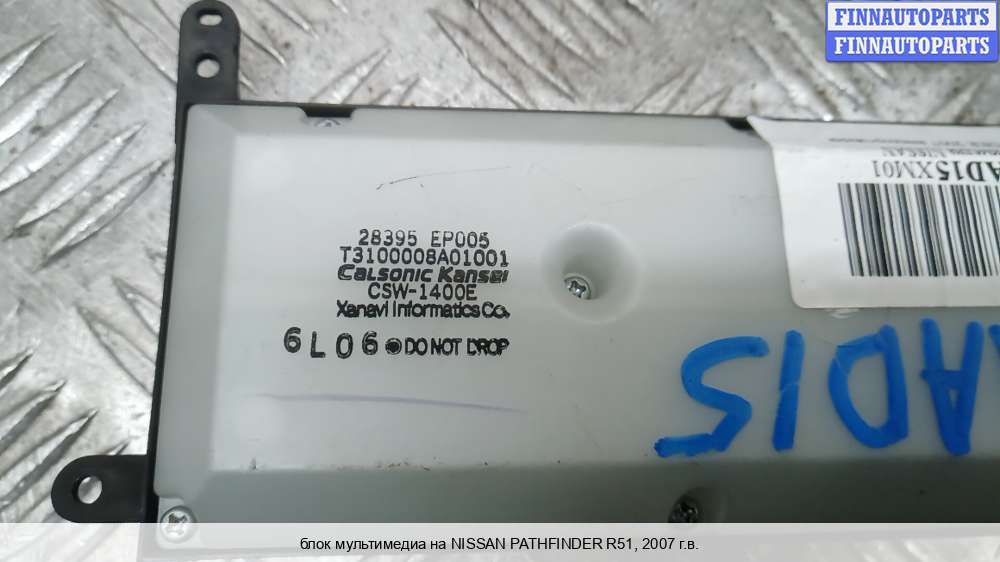 FINNAUTOPARTS
FINNAUTOPARTS
AD15XM01
28395 EP005
T3100008A01001
Calsonic Kansei
CSW-1400E
Xanavi Informatics Co.
6L06 DO NOT DROP
AD15
блок мультимедиа на NISSAN PATHFINDER R51, 2007 г.в.